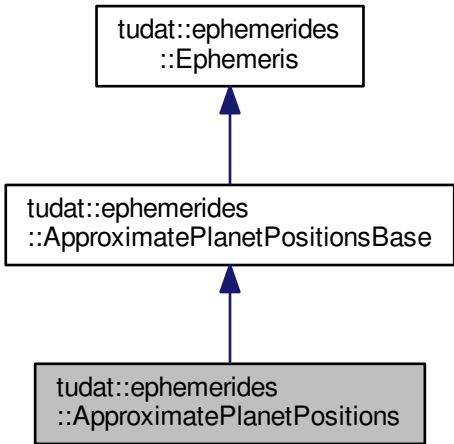 tudat::ephemerides
::Ephemeris
tudat::ephemerides
::ApproximatePlanetPositionsBase
tudat::ephemerides
::ApproximatePlanetPositions